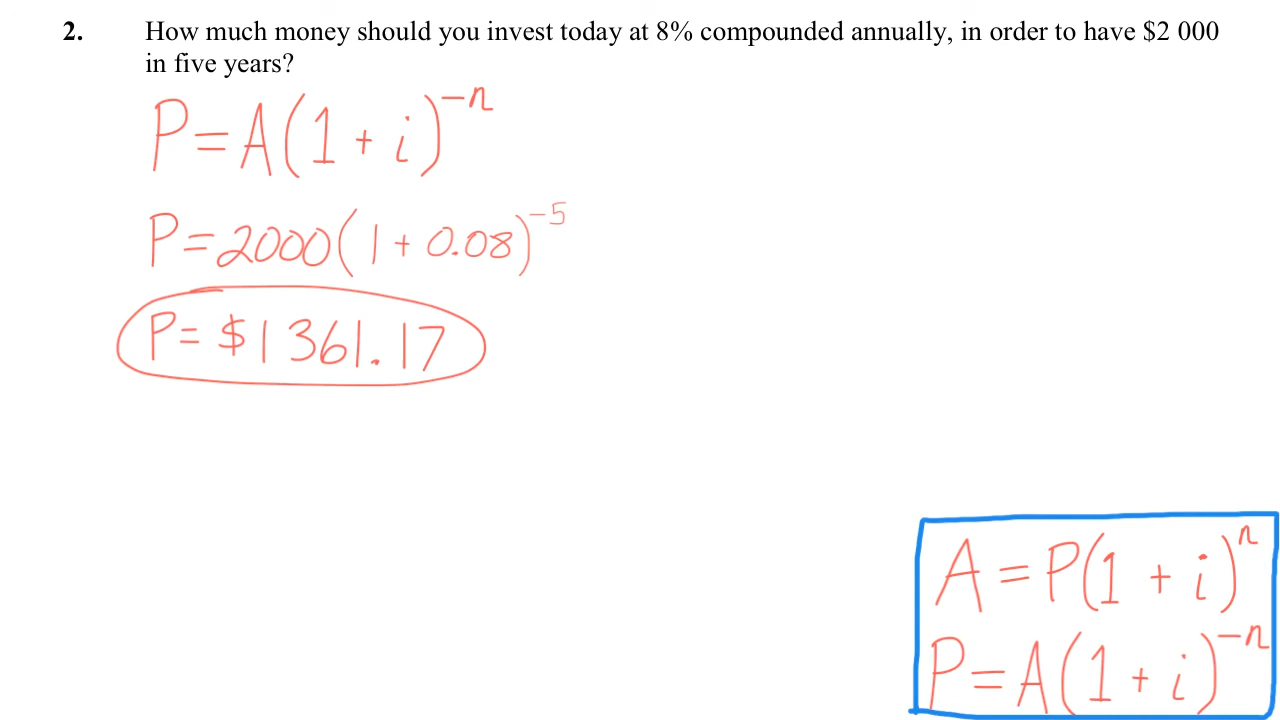 2. How much money should you invest today at 8% compounded annually, in order to have $2 000
in five years?
P=A(1+i)⁻ⁿ
P=2000(1+0.08)⁻⁵
P=$1361.17
A=P(1+i)ⁿ
P=A(1+i)⁻ⁿ